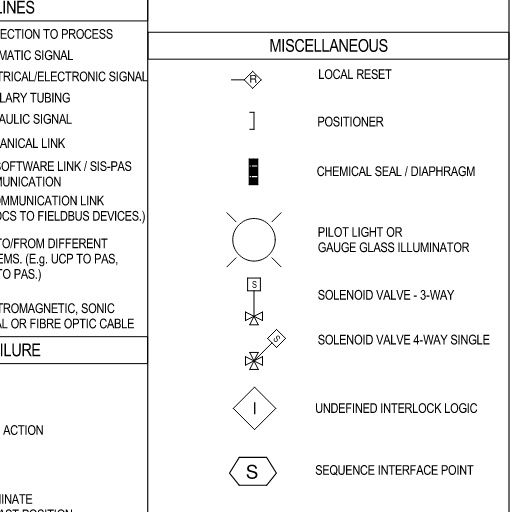 LINES
ECTION TO PROCESS
MATIC SIGNAL
TRICAL/ELECTRONIC SIGNAL
LARY TUBING
AULIC SIGNAL
ANICAL LINK
SOFTWARE LINK / SIS-PAS
MUNICATION
OMMUNICATION LINK
DCS TO FIELDBUS DEVICES.)
TO/FROM DIFFERENT
EMS. (E.g. UCP TO PAS,
TO PAS.)
TROMAGNETIC, SONIC
AL OR FIBRE OPTIC CABLE
ILURE
ACTION
MINATE
MISCELLANEOUS
R LOCAL RESET
POSITIONER
CHEMICAL SEAL / DIAPHRAGM
PILOT LIGHT OR
GAUGE GLASS ILLUMINATOR
S
SOLENOID VALVE - 3-WAY
S
SOLENOID VALVE 4-WAY SINGLE
I UNDEFINED INTERLOCK LOGIC
S SEQUENCE INTERFACE POINT